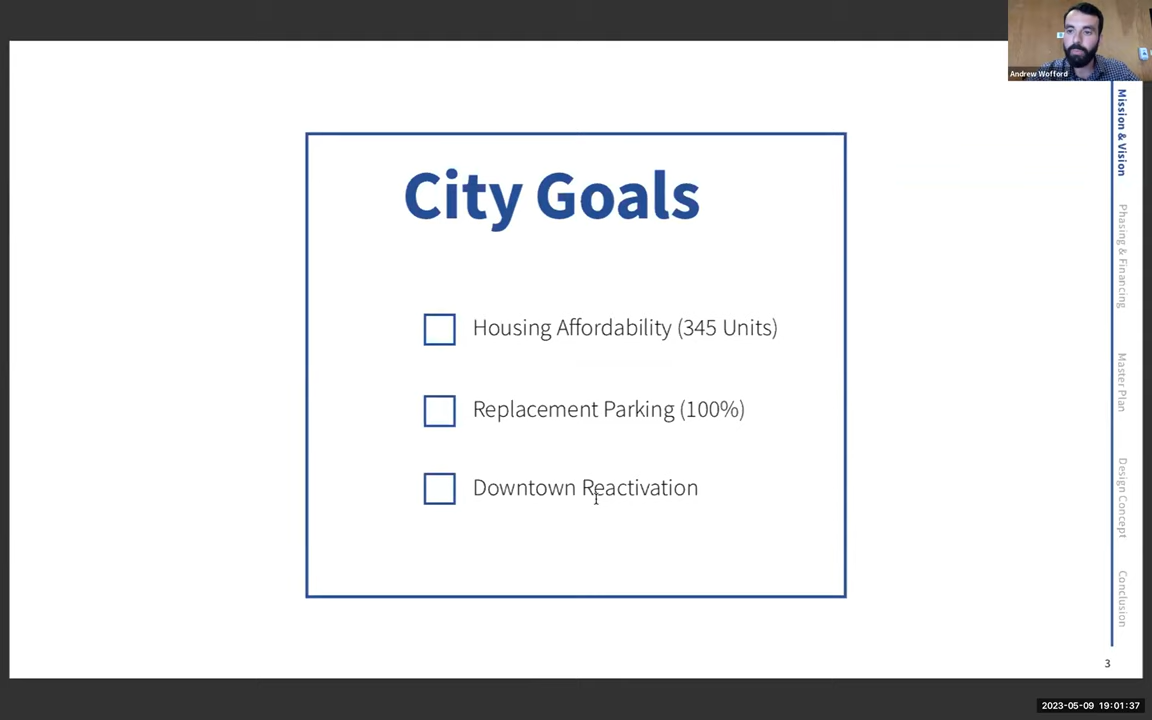 Andrew Wofford
City Goals
Housing Affordability (345 Units)
Replacement Parking (100%)
Downtown Reactivation
Mission & Vision
Phasing & Financing
Master Plan
Design Concept
Conclusion
3
2023-05-09 19:01:37